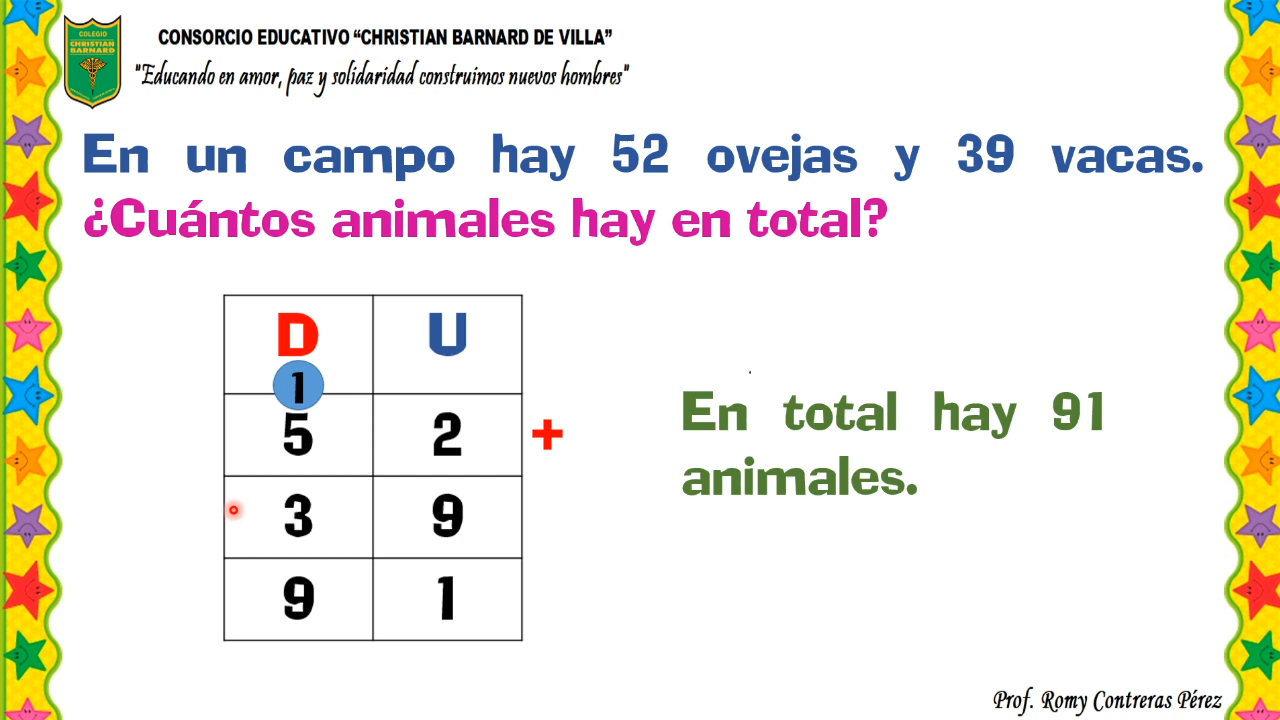 COLEGIO
CHRISTIAN
BARNARD
CONSORCIO EDUCATIVO “CHRISTIAN BARNARD DE VILLA”
"Educando en amor, paz y solidaridad construimos nuevos hombres"
En un campo hay 52 ovejas y 39 vacas.
¿Cuántos animales hay en total?
D U
1
5 2 +
3 9
9 1
En total hay 91
animales.
Prof. Romy Contreras Pérez